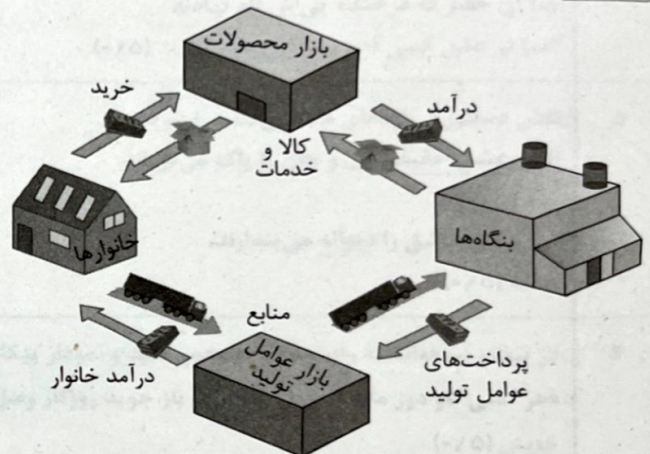 بازار محصولات
خرید
درآمد
کالا و
خدمات
خانوارها
بنگاه‌ها
منابع
بازار عوامل
تولید
درآمد خانوار
پرداخت‌های
عوامل تولید